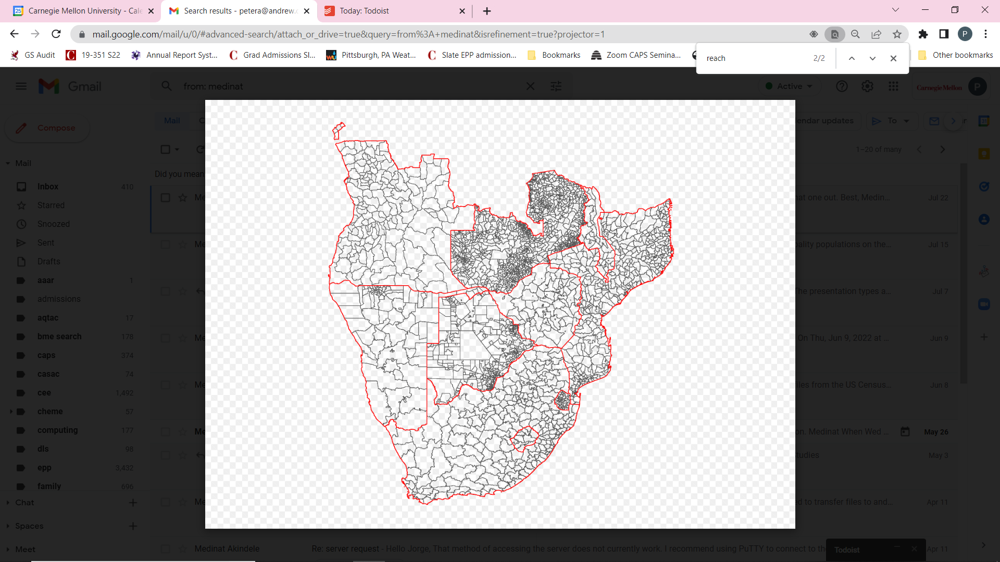 Carnegie Mellon University - Cale
Search results - petera@andrew.c
Today: Todoist
mail.google.com/mail/u/0/#advanced-search/attach_or_drive=true&query=from%3A+medinat&isrefinement=true?projector=1
P
GS Audit
19-351 S22
Annual Report Syst...
Grad Admissions Sl...
Pittsburgh, PA Weat...
Slate EPP admission...
Bookmarks
Zoom CAPS Semina...
Other bookmarks
reach 2/2
Gmail
from: medinat
Active
Carnegie Mellon
P
Compose
Mail
endar updates
To
1–20 of many
Mail
Did you mean
Inbox 410
Starred
Snoozed
Sent
Drafts
aaar 1
admissions
aqtac 17
bme search 178
caps 374
casac 74
cee 1,492
cheme 57
computing 177
dls 98
epp 3,432
family 696
Chat
Spaces
Meet
Me
nat one out. Best, Medin... Jul 22
Me
pality populations on the... Jul 15
The presentation types a... Jul 7
Me
On Thu, Jun 9, 2022 at ... Jun 9
Me
iles from the US Census... Jun 8
Me
on. Medinat When Wed ... May 26
tudies May 3
Me
ed to transfer files to and... Apr 11
Medinat Akindele
Re: server request - Hello Jorge, That method of accessing the server does not currently work. I recommend using PuTTY to connect to th
Todoist
Apr 11